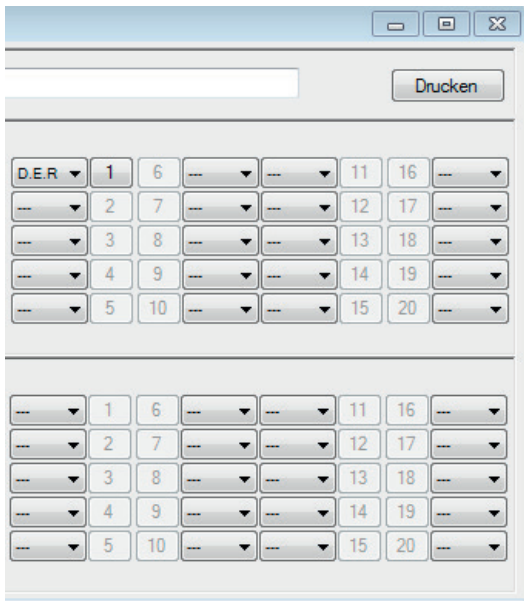 Drucken
D.E.R 1 6 --- --- 11 16 ---
--- 2 7 --- --- 12 17 ---
--- 3 8 --- --- 13 18 ---
--- 4 9 --- --- 14 19 ---
--- 5 10 --- --- 15 20 ---
--- 1 6 --- --- 11 16 ---
--- 2 7 --- --- 12 17 ---
--- 3 8 --- --- 13 18 ---
--- 4 9 --- --- 14 19 ---
--- 5 10 --- --- 15 20 ---